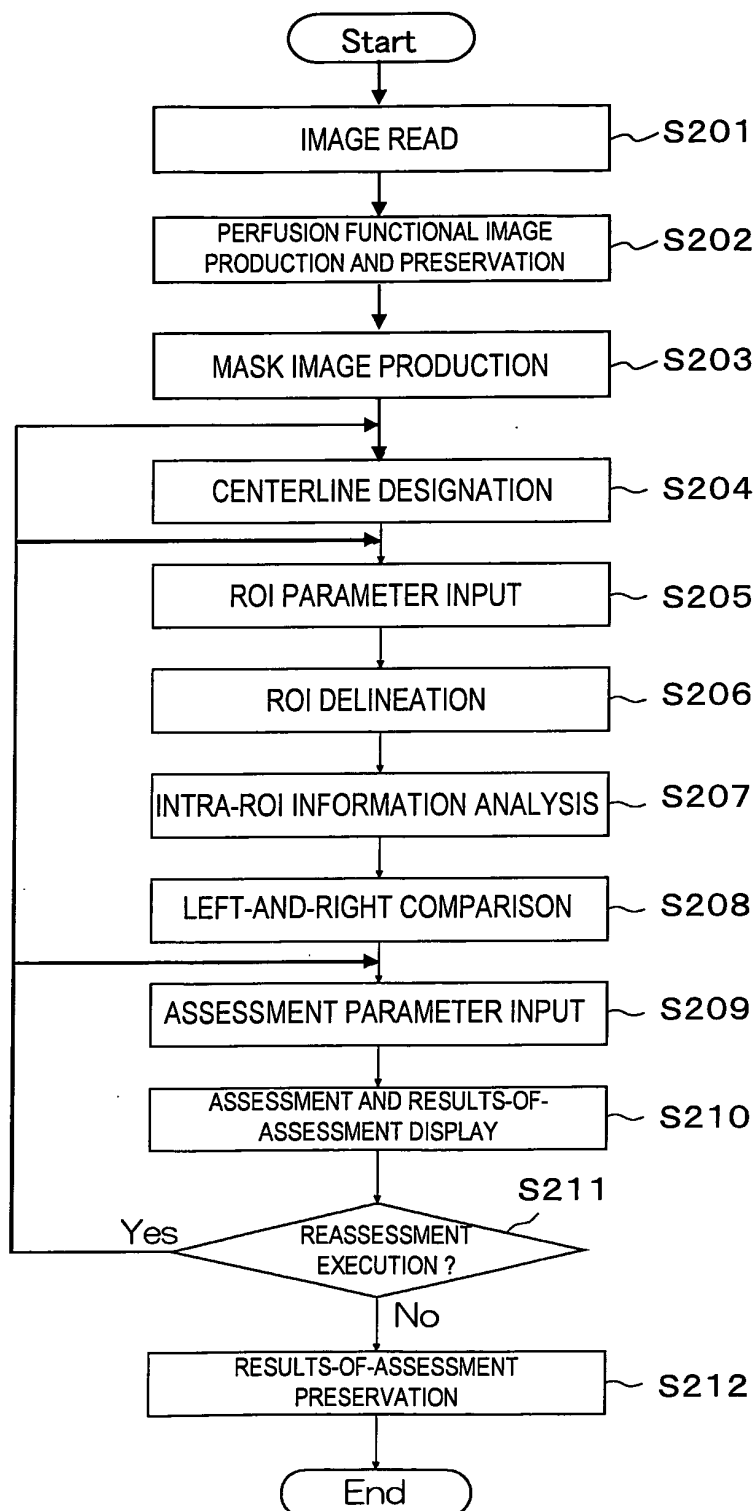 Start
IMAGE READ
S201
PERFUSION FUNCTIONAL IMAGE
PRODUCTION AND PRESERVATION
S202
MASK IMAGE PRODUCTION
S203
CENTERLINE DESIGNATION
S204
ROI PARAMETER INPUT
S205
ROI DELINEATION
S206
INTRA-ROI INFORMATION ANALYSIS
S207
LEFT-AND-RIGHT COMPARISON
S208
ASSESSMENT PARAMETER INPUT
S209
ASSESSMENT AND RESULTS-OF-
ASSESSMENT DISPLAY
S210
S211
Yes
REASSESSMENT
EXECUTION ?
No
RESULTS-OF-ASSESSMENT
PRESERVATION
S212
End